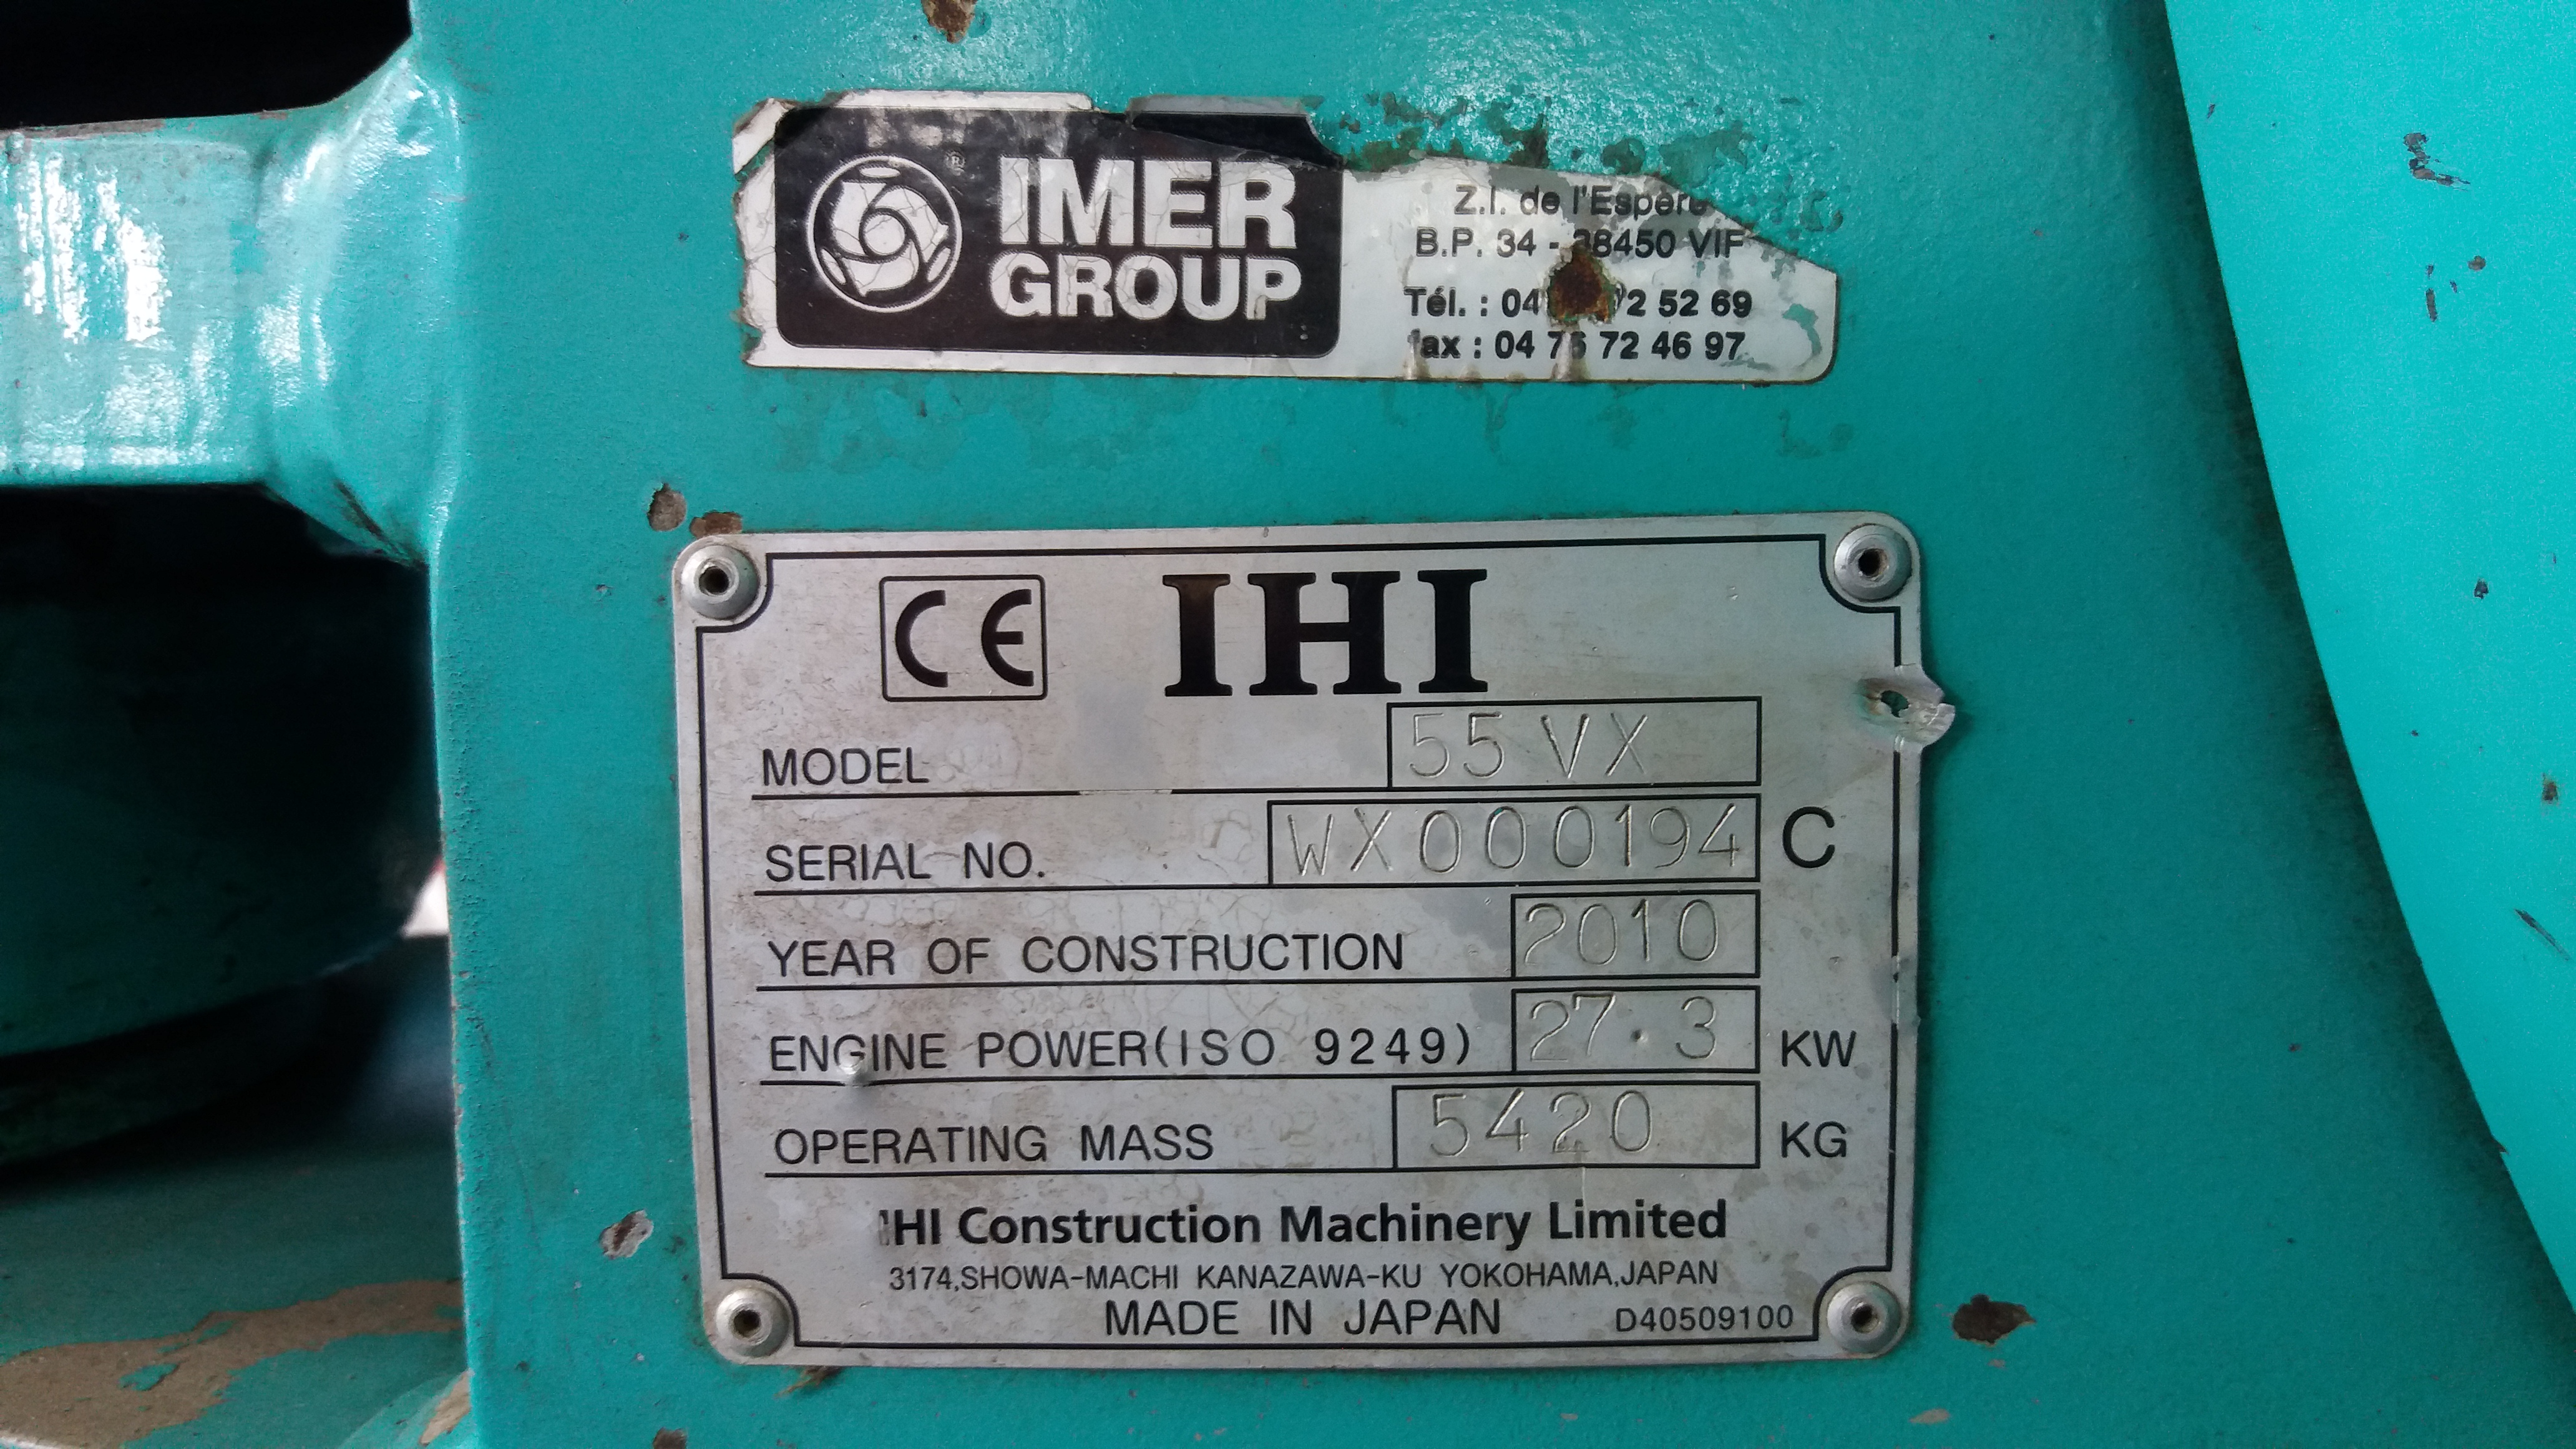 IMER
GROUP
®
Z.I. de
B.P. 34 - 38450 VIF
Tél. : 04 72 52 69
fax : 04 76 72 46 97
CE IHI
MODEL 55 VX
SERIAL NO. WX000194 C
YEAR OF CONSTRUCTION 2010
ENGINE POWER(ISO 9249) 27.3 KW
OPERATING MASS 5420 KG
IHI Construction Machinery Limited
3174,SHOWA-MACHI KANAZAWA-KU YOKOHAMA,JAPAN
MADE IN JAPAN D40509100